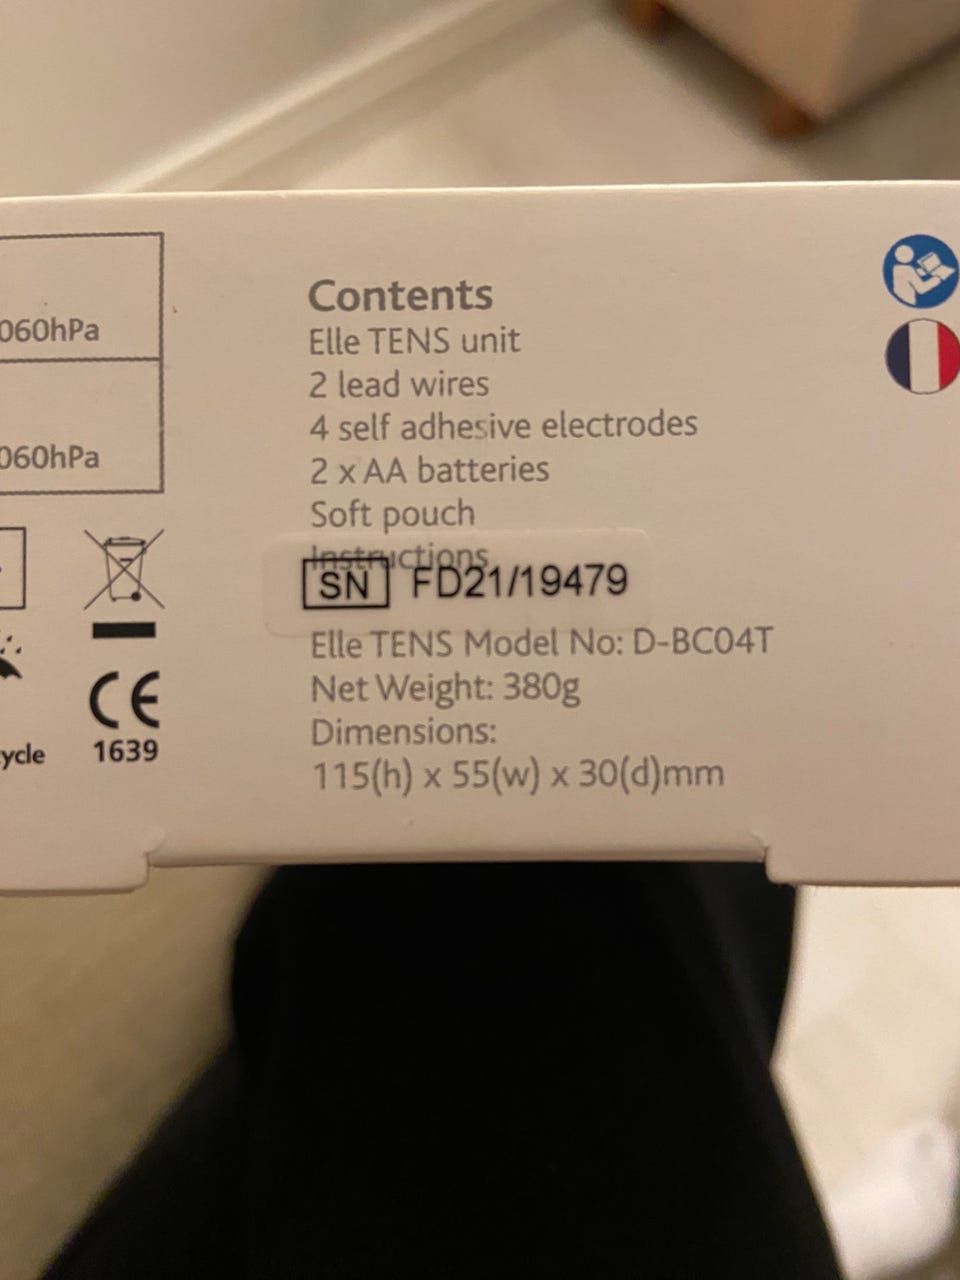 060hPa
060hPa
ycle
CE
1639
Contents
Elle TENS unit
2 lead wires
4 self adhesive electrodes
2 x AA batteries
Soft pouch
Instructions
SN FD21/19479
Elle TENS Model No: D-BC04T
Net Weight: 380g
Dimensions:
115(h) x 55(w) x 30(d)mm